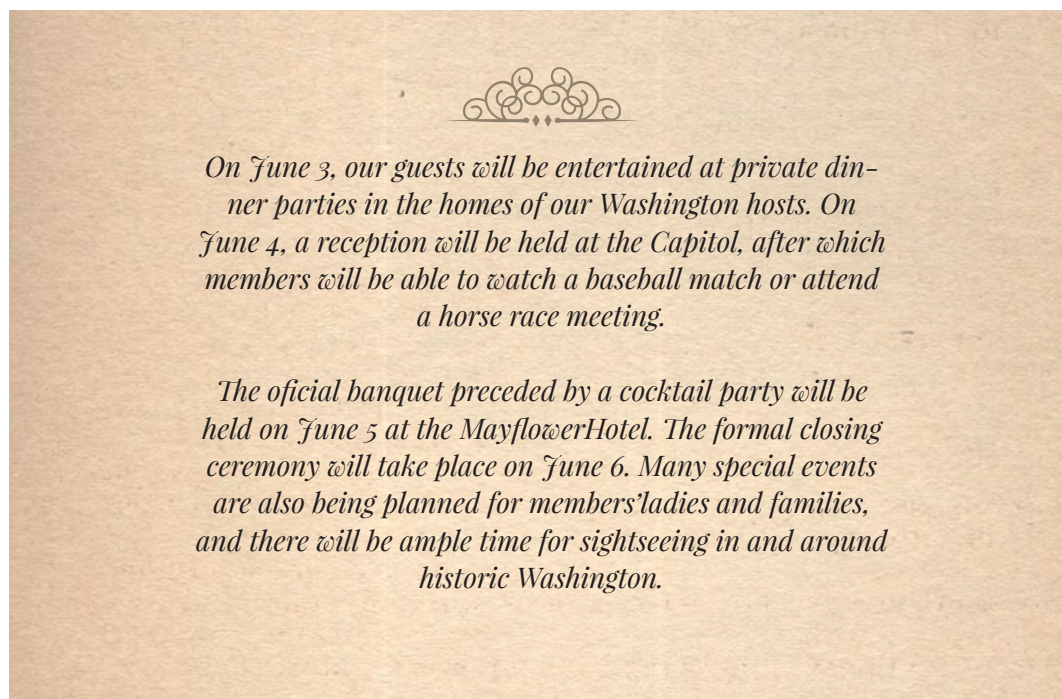 On June 3, our guests will be entertained at private din-
ner parties in the homes of our Washington hosts. On
June 4, a reception will be held at the Capitol, after which
members will be able to watch a baseball match or attend
a horse race meeting.
The oficial banquet preceded by a cocktail party will be
held on June 5 at the MayflowerHotel. The formal closing
ceremony will take place on June 6. Many special events
are also being planned for members’ladies and families,
and there will be ample time for sightseeing in and around
historic Washington.